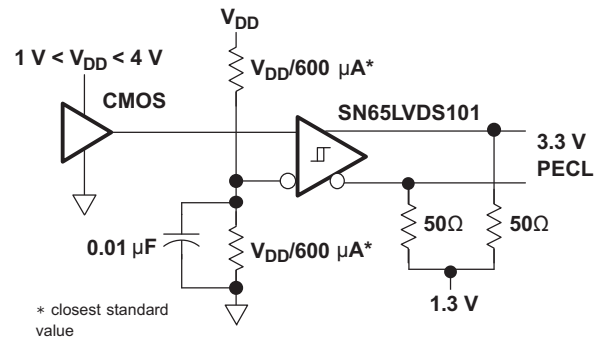 V_DD
1 V < V_DD < 4 V
V_DD/600 µA*
CMOS
SN65LVDS101
3.3 V
PECL
50Ω
50Ω
0.01 µF
V_DD/600 µA*
1.3 V
* closest standard
value